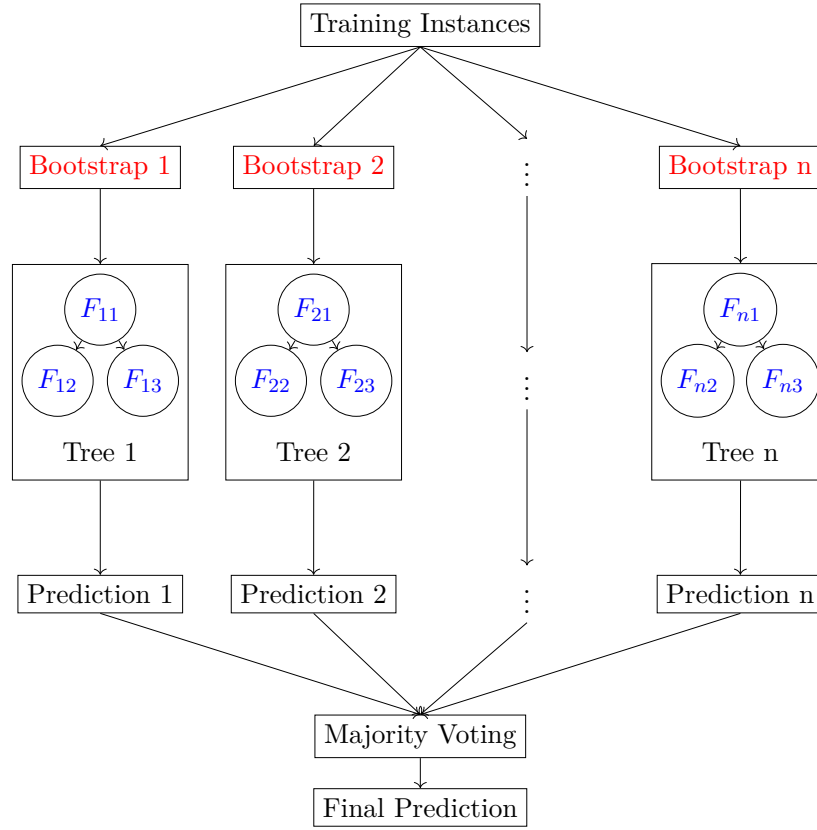 Training Instances
Bootstrap 1
Bootstrap 2
⋮
Bootstrap n
F₁₁
F₂₁
Fₙ₁
F₁₂
F₁₃
F₂₂
F₂₃
⋮
Fₙ₂
Fₙ₃
Tree 1
Tree 2
Tree n
Prediction 1
Prediction 2
⋮
Prediction n
Majority Voting
Final Prediction